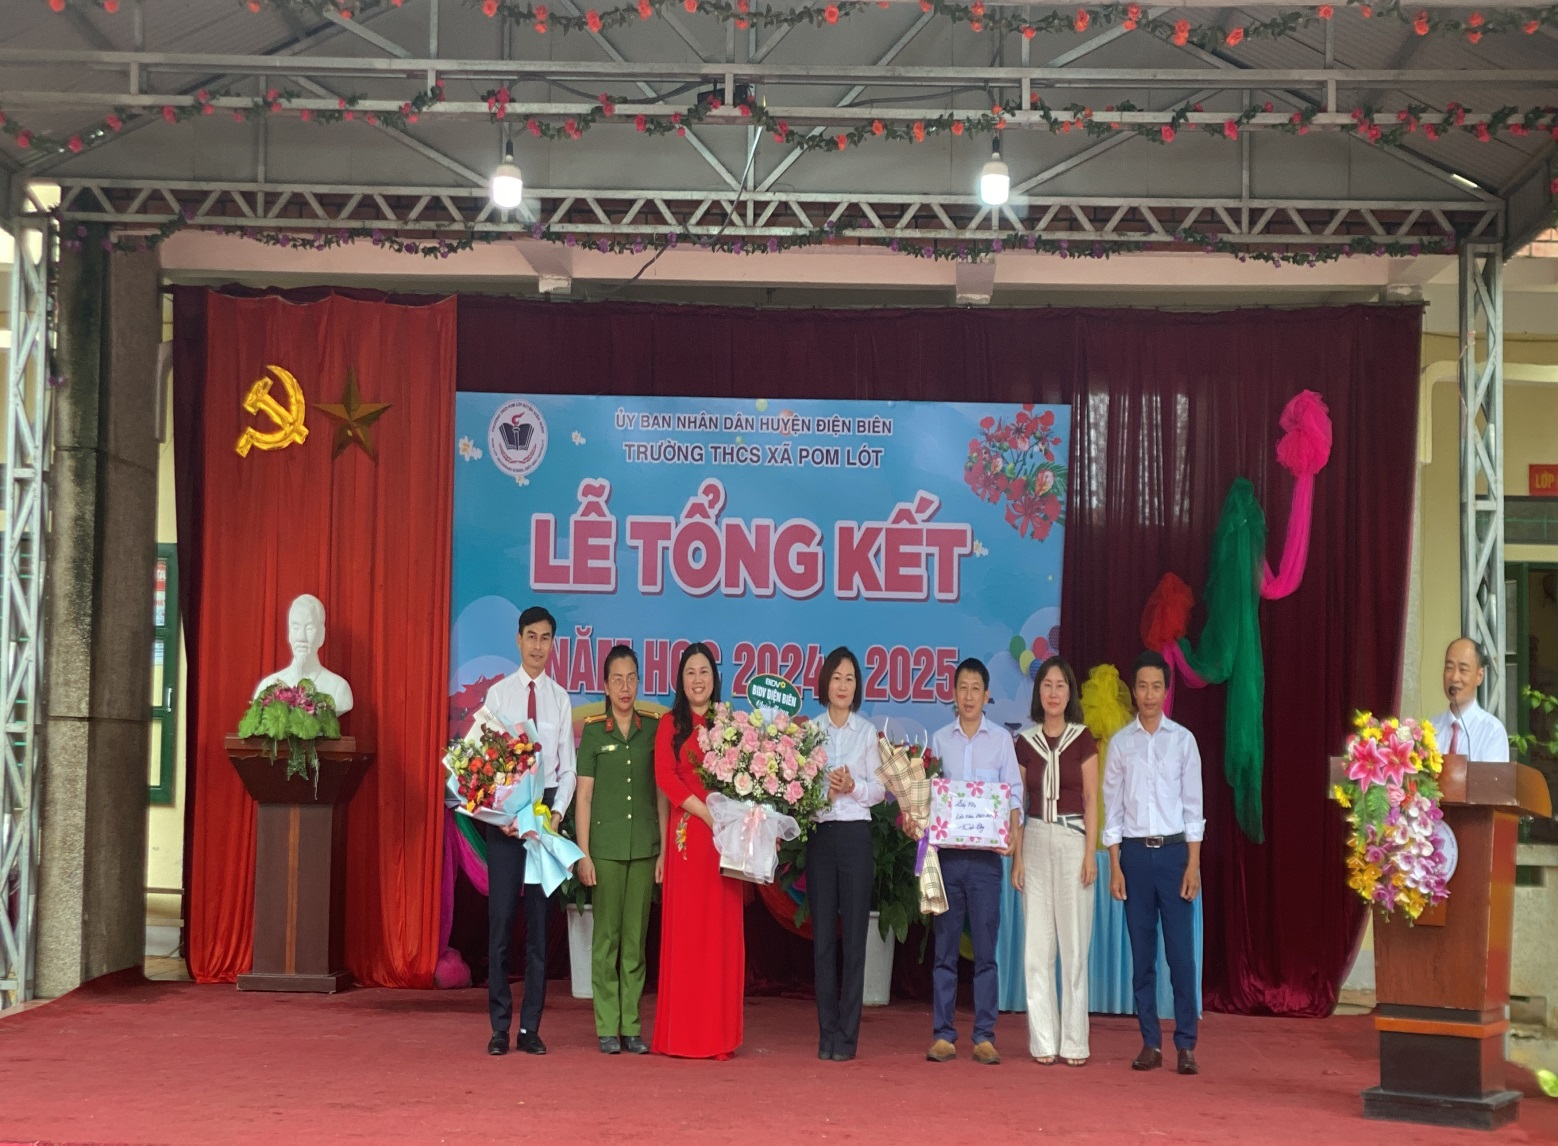 ỦY BAN NHÂN DÂN HUYỆN ĐIỆN BIÊN
TRƯỜNG THCS XÃ POM LÓT
LỄ TỔNG KẾT
NĂM HỌC 2024 - 2025
BIDV
BIDV ĐIỆN BIÊN
LỚP